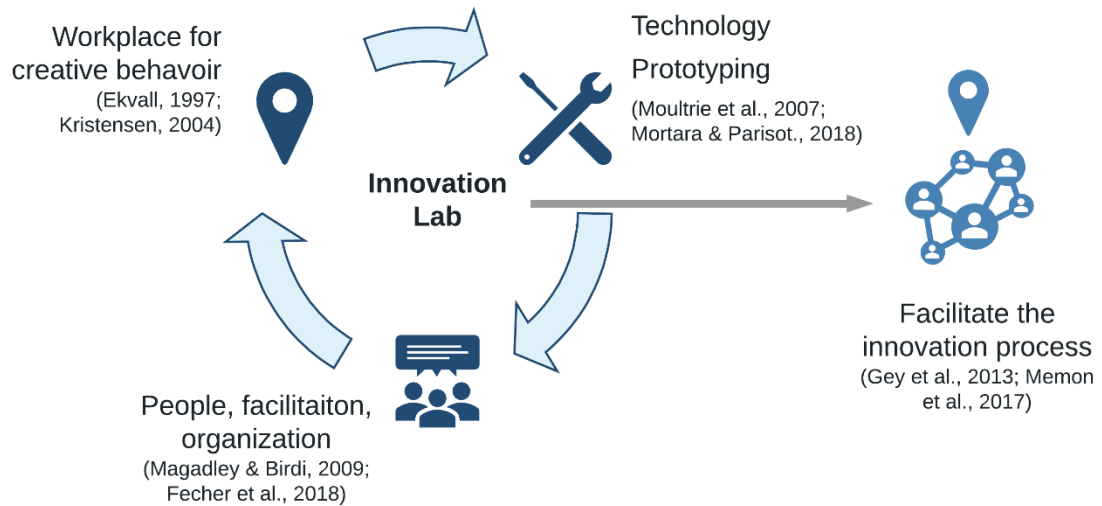 Workplace for
creative behavoir
(Ekvall, 1997;
Kristensen, 2004)
Technology
Prototyping
(Moultrie et al., 2007;
Mortara & Parisot., 2018)
Innovation
Lab
People, facilitaiton,
organization
(Magadley & Birdi, 2009;
Fecher et al., 2018)
Facilitate the
innovation process
(Gey et al., 2013; Memon
et al., 2017)